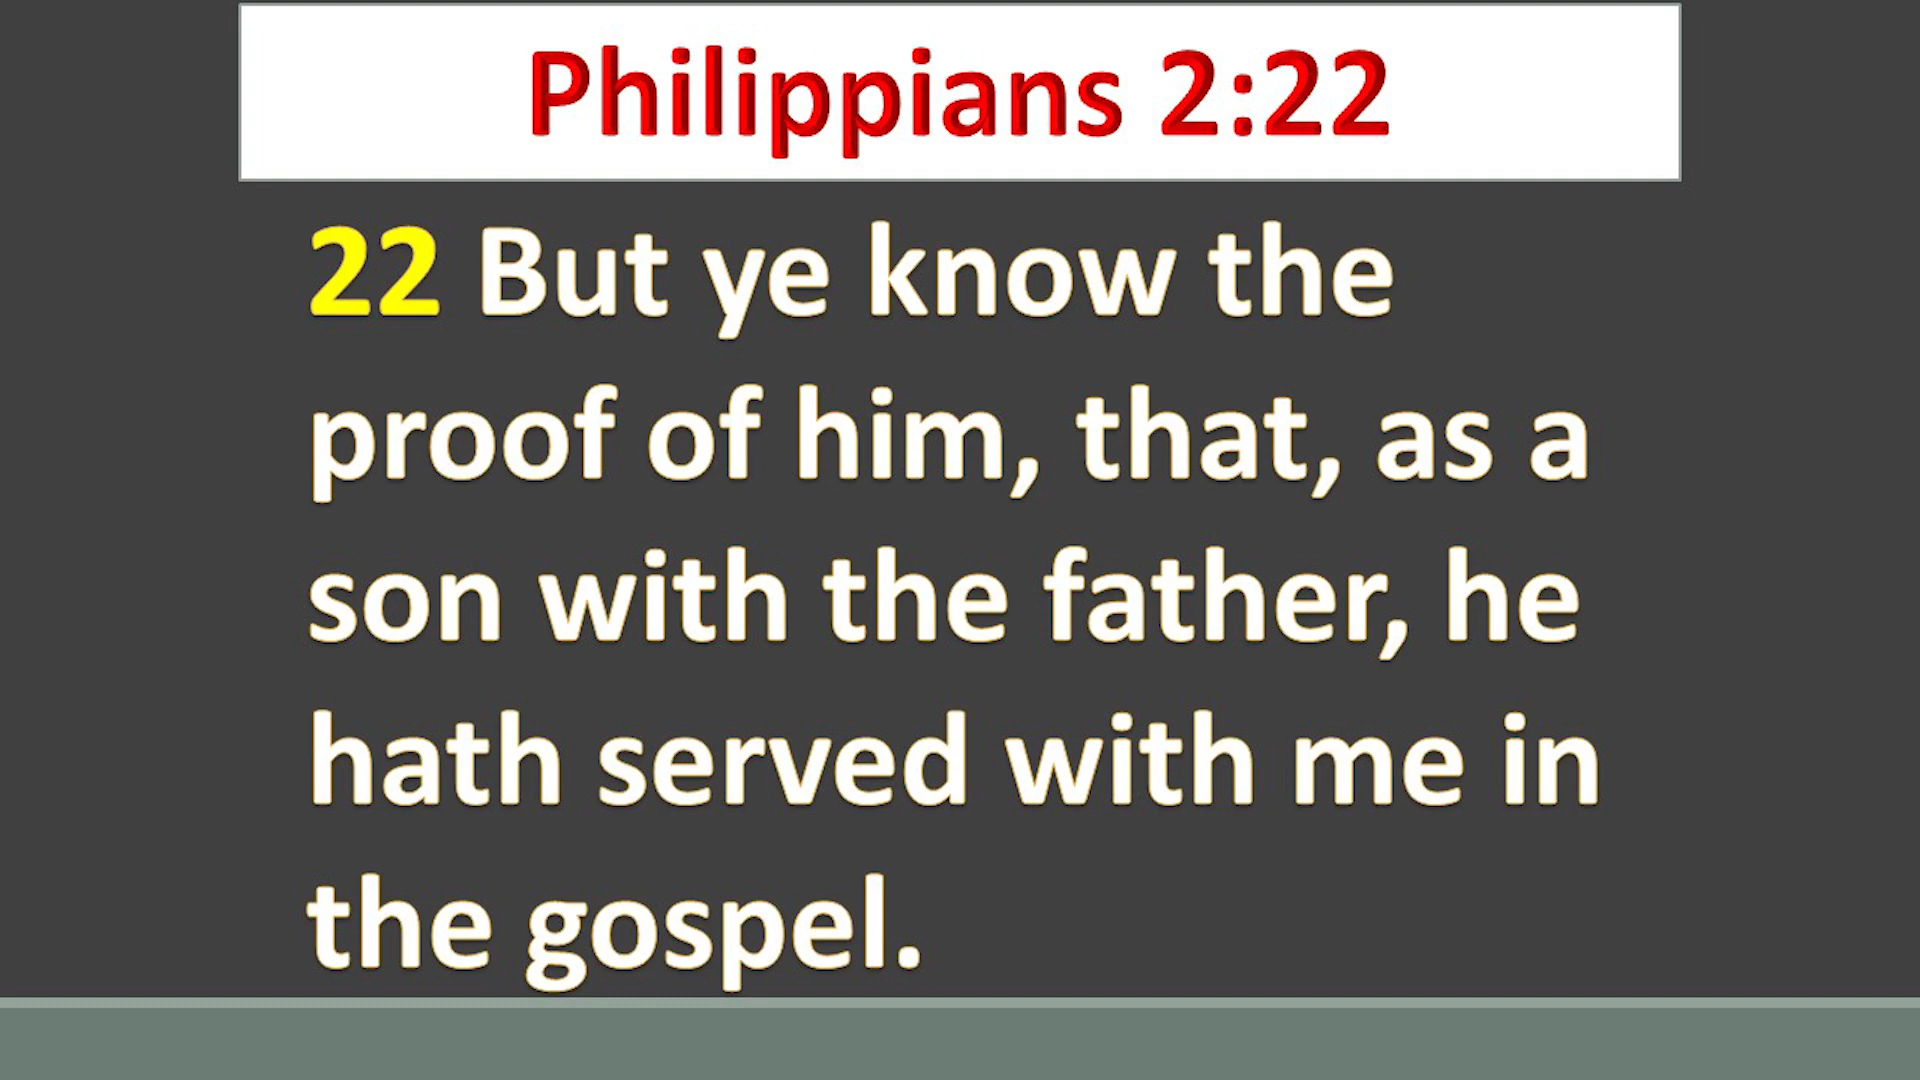 Philippians 2:22
22 But ye know the
proof of him, that, as a
son with the father, he
hath served with me in
the gospel.